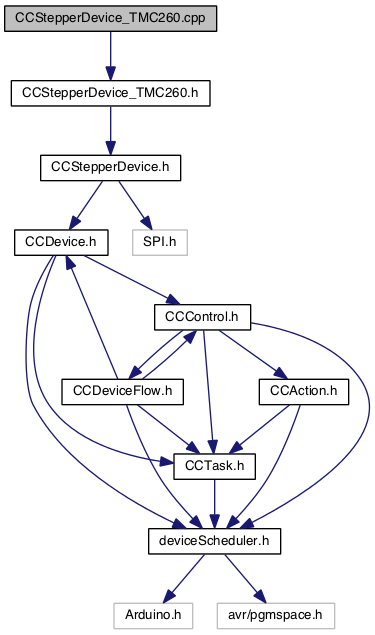 CCStepperDevice_TMC260.cpp
CCStepperDevice_TMC260.h
CCStepperDevice.h
CCDevice.h
SPI.h
CCControl.h
CCDeviceFlow.h
CCAction.h
CCTask.h
deviceScheduler.h
Arduino.h
avr/pgmspace.h